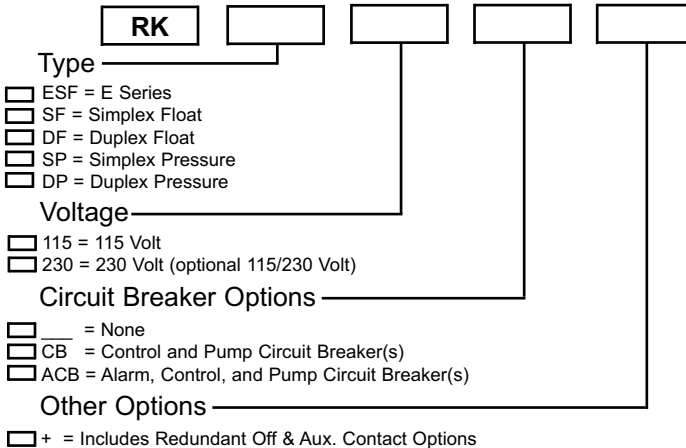 RK
Type
ESF = E Series
SF = Simplex Float
DF = Duplex Float
SP = Simplex Pressure
DP = Duplex Pressure
Voltage
115 = 115 Volt
230 = 230 Volt (optional 115/230 Volt)
Circuit Breaker Options
___ = None
CB = Control and Pump Circuit Breaker(s)
ACB = Alarm, Control, and Pump Circuit Breaker(s)
Other Options
+ = Includes Redundant Off & Aux. Contact Options